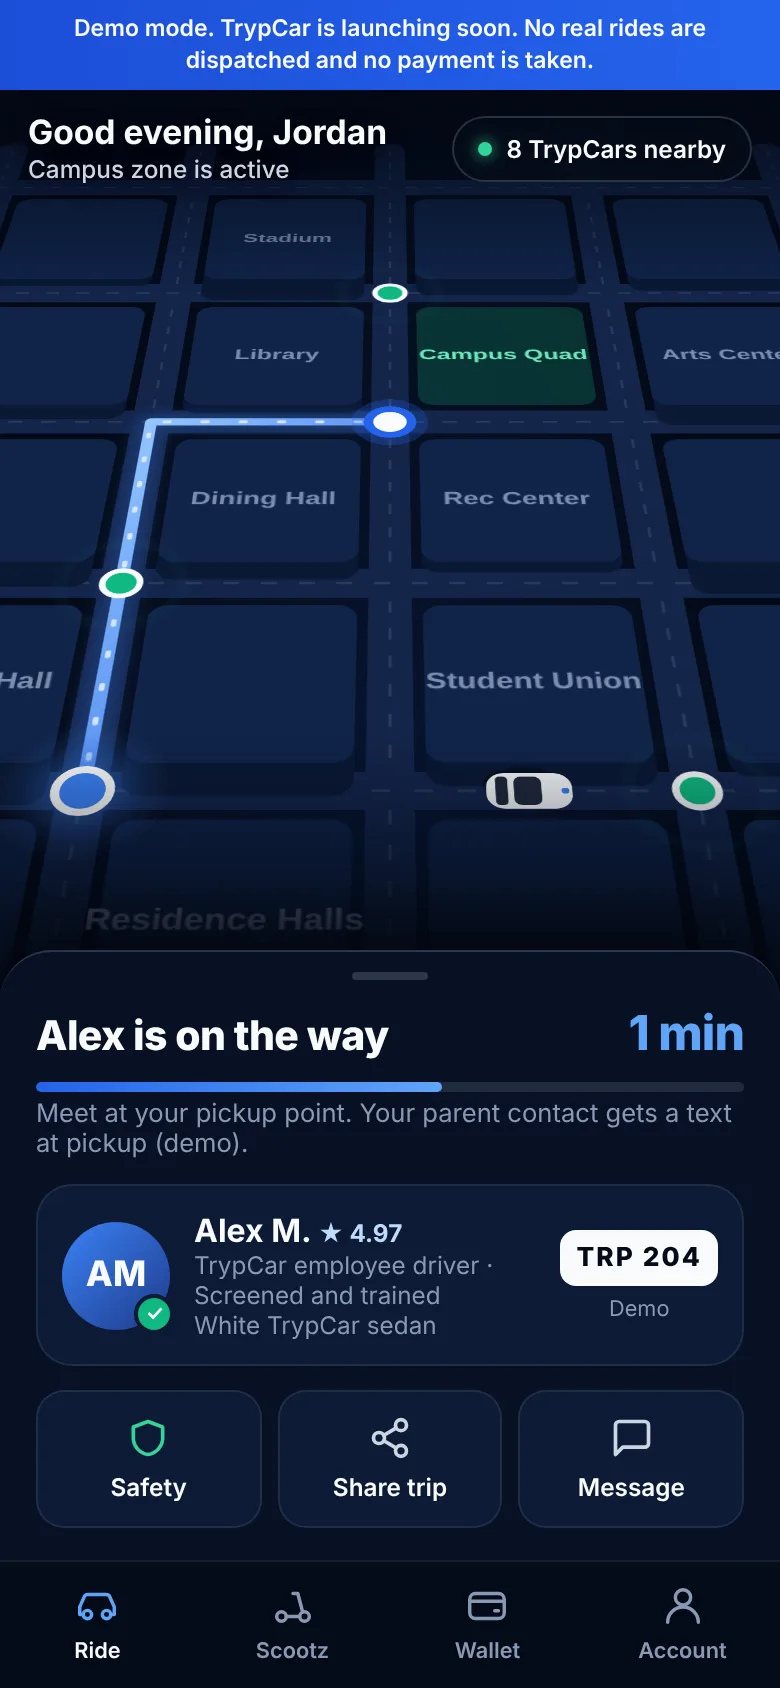 Demo mode. TrypCar is launching soon. No real rides are
dispatched and no payment is taken.
Good evening, Jordan
Campus zone is active
8 TrypCars nearby
Stadium
Library
Campus Quad
Arts Cente
Dining Hall
Rec Center
Hall
Student Union
Residence Halls
Alex is on the way
1 min
Meet at your pickup point. Your parent contact gets a text
at pickup (demo).
AM
Alex M. ★ 4.97
TrypCar employee driver ·
Screened and trained
White TrypCar sedan
TRP 204
Demo
Safety
Share trip
Message
Ride
Scootz
Wallet
Account